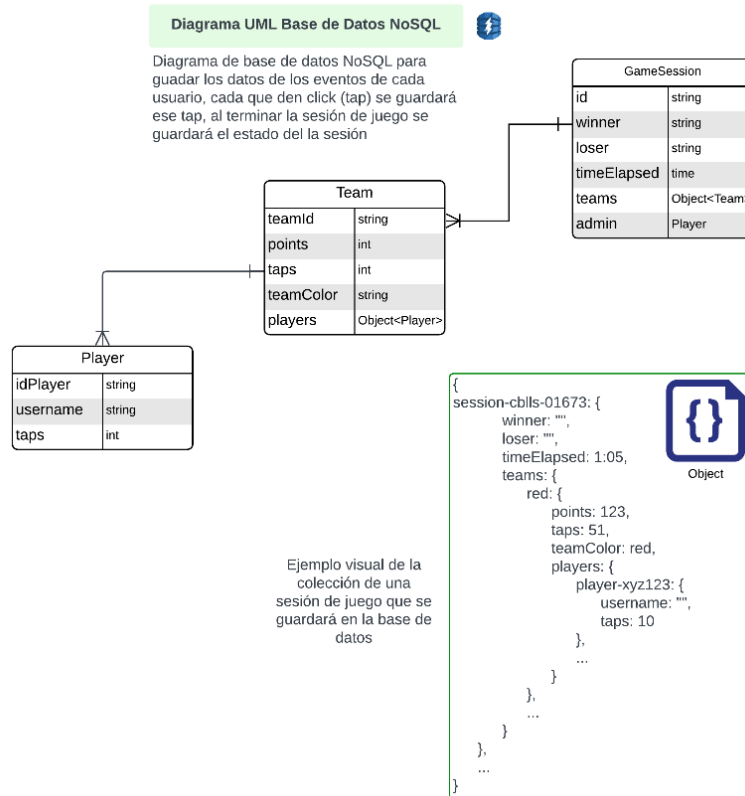 Diagrama UML Base de Datos NoSQL
Diagrama de base de datos NoSQL para
guadar los datos de los eventos de cada
usuario, cada que den click (tap) se guardará
ese tap, al terminar la sesión de juego se
guardará el estado del la sesión
GameSession
id string
winner string
loser string
timeElapsed time
teams Object<Team>
admin Player
Team
teamId string
points int
taps int
teamColor string
players Object<Player>
Player
idPlayer string
username string
taps int
{
session-cblls-01673: {
winner: "",
loser: "",
timeElapsed: 1:05,
teams: {
red: {
points: 123,
taps: 51,
teamColor: red,
players: {
player-xyz123: {
username: "",
taps: 10
},
...
}
},
...
}
},
...
}
{}
Object
Ejemplo visual de la
colección de una
sesión de juego que se
guardará en la base de
datos